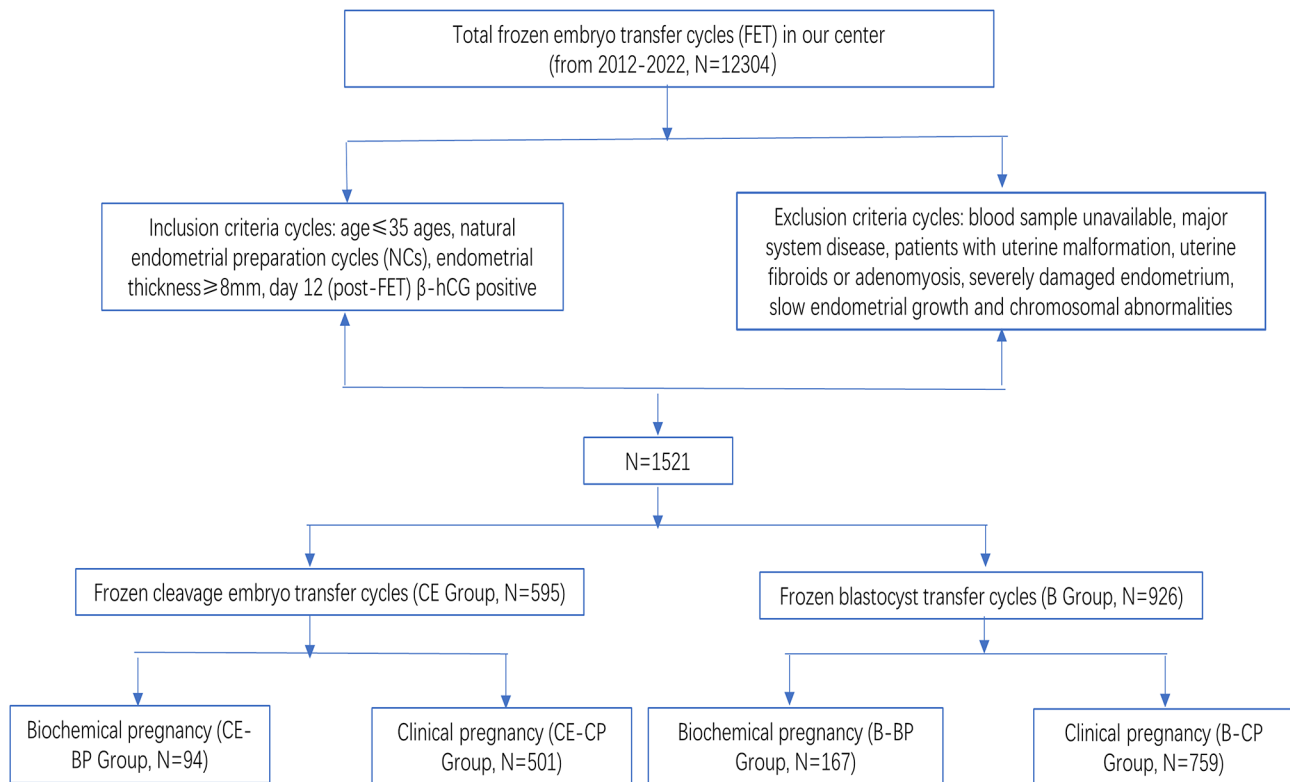 Total frozen embryo transfer cycles (FET) in our center
(from 2012-2022, N=12304)
Inclusion criteria cycles: age≤35 ages, natural
endometrial preparation cycles (NCs), endometrial
thickness≥8mm, day 12 (post-FET) β-hCG positive
Exclusion criteria cycles: blood sample unavailable, major
system disease, patients with uterine malformation, uterine
fibroids or adenomyosis, severely damaged endometrium,
slow endometrial growth and chromosomal abnormalities
N=1521
Frozen cleavage embryo transfer cycles (CE Group, N=595)
Frozen blastocyst transfer cycles (B Group, N=926)
Biochemical pregnancy (CE-
BP Group, N=94)
Clinical pregnancy (CE-CP
Group, N=501)
Biochemical pregnancy (B-BP
Group, N=167)
Clinical pregnancy (B-CP
Group, N=759)